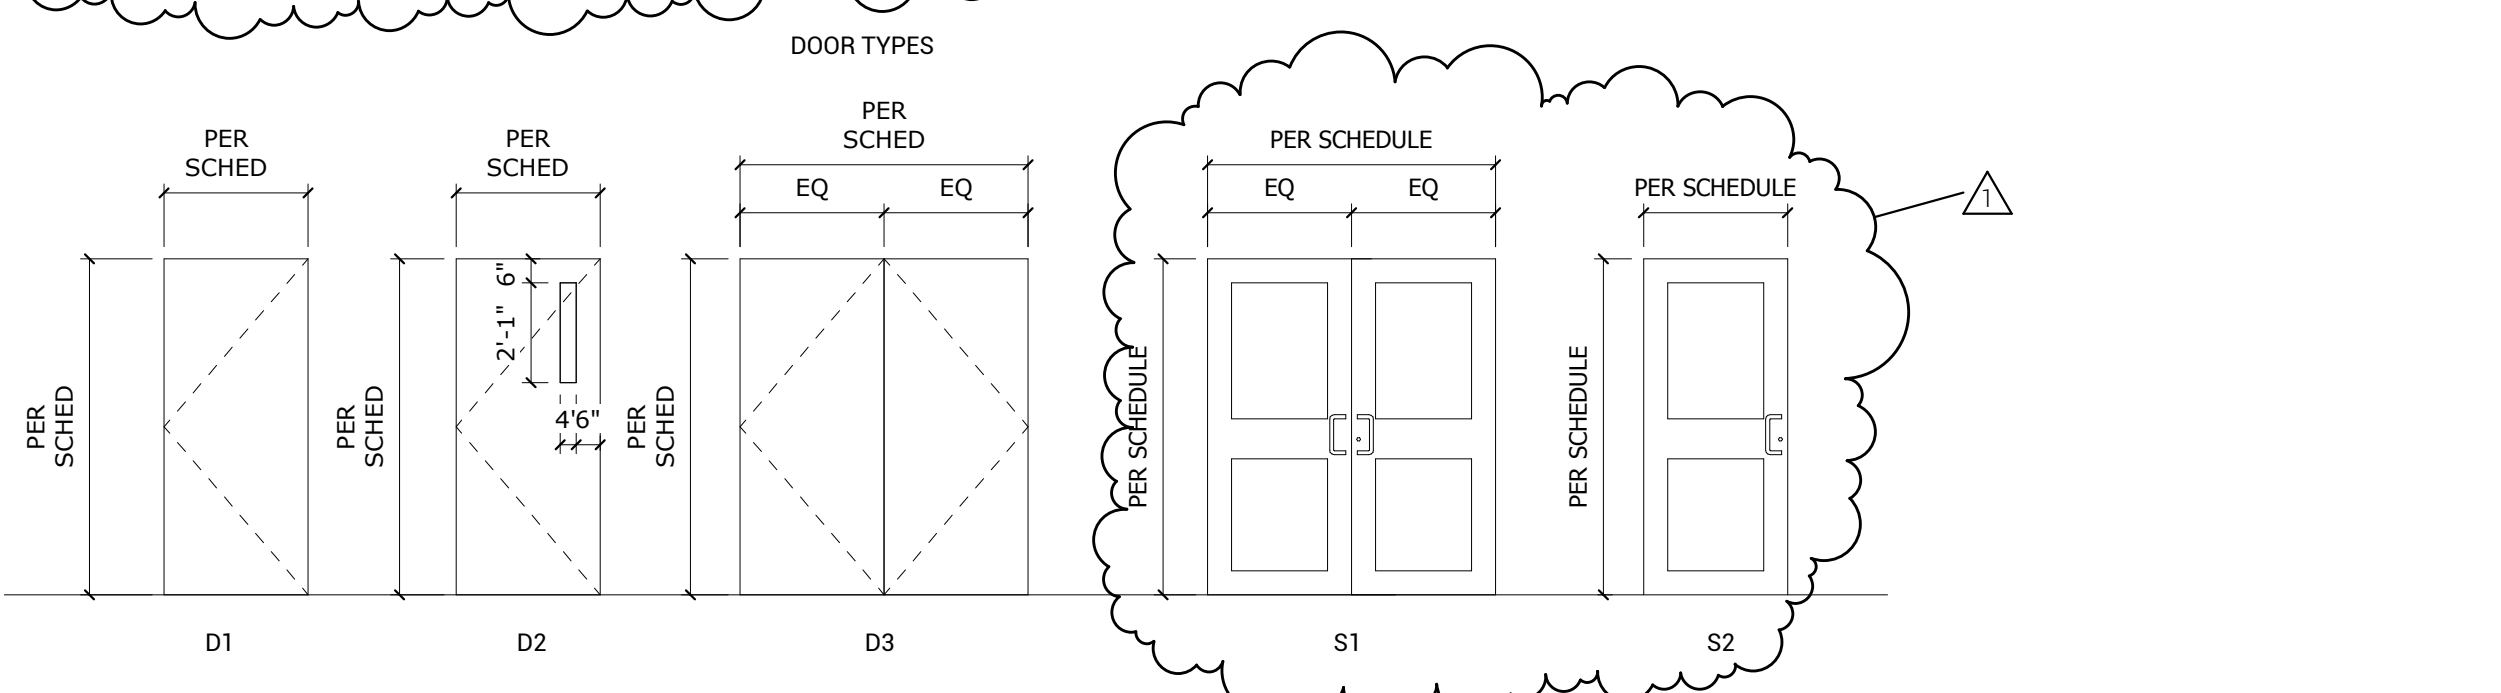 DOOR TYPES
PER
SCHED
PER
SCHED
PER
SCHED
EQ
EQ
PER SCHEDULE
EQ
EQ
PER SCHEDULE
1
PER
SCHED
PER
SCHED
6"
2'-1"
4"
6"
PER
SCHED
PER SCHEDULE
PER SCHEDULE
D1
D2
D3
S1
S2